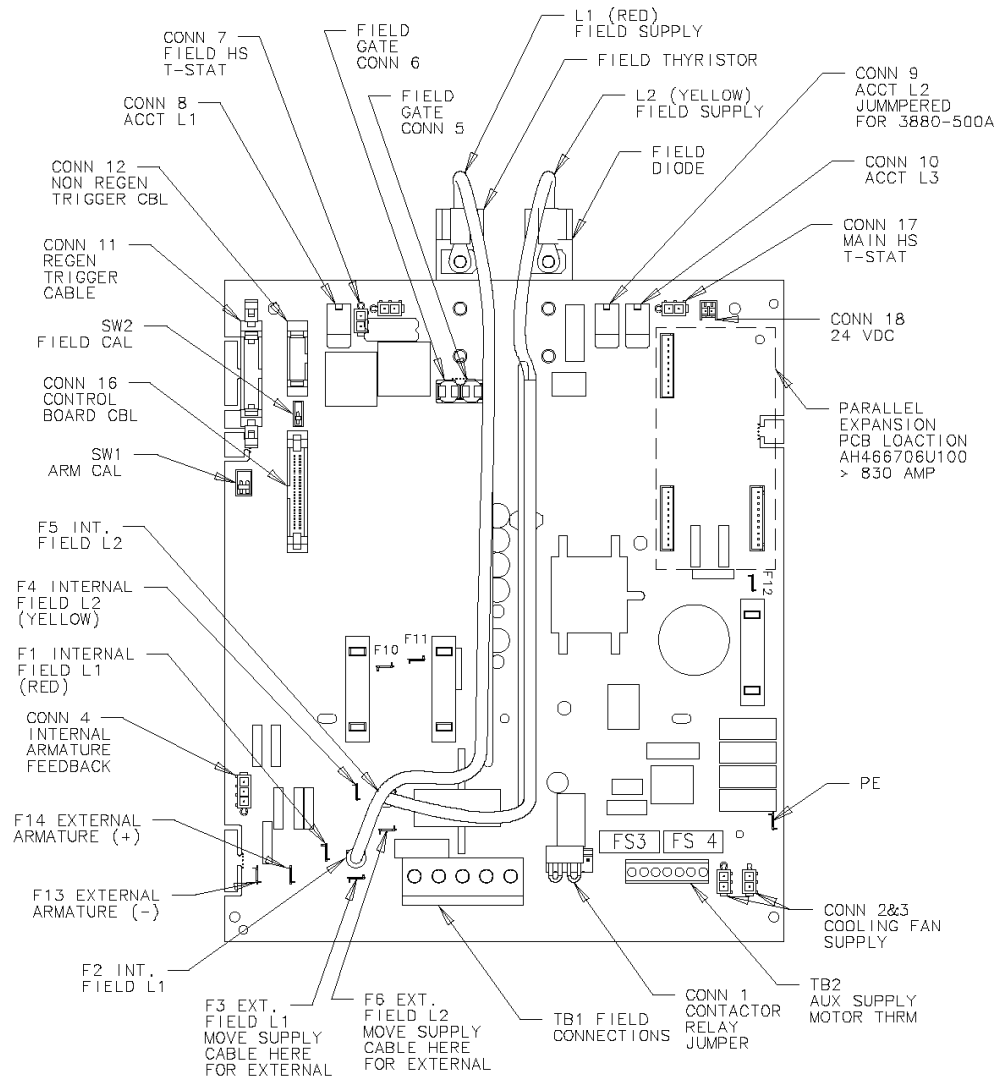 L1 (RED)
FIELD SUPPLY
CONN 7
FIELD HS
T-STAT
FIELD
GATE
CONN 6
FIELD THYRISTOR
CONN 9
ACCT L2
JUMMPERED
FOR 3880-500A
CONN 8
ACCT L1
FIELD
GATE
CONN 5
L2 (YELLOW)
FIELD SUPPLY
FIELD
DIODE
CONN 10
ACCT L3
CONN 12
NON REGEN
TRIGGER CBL
CONN 17
MAIN HS
T-STAT
CONN 11
REGEN
TRIGGER
CABLE
SW2
FIELD CAL
CONN 18
24 VDC
CONN 16
CONTROL
BOARD CBL
PARALLEL
EXPANSION
PCB LOACTION
AH466706U100
> 830 AMP
SW1
ARM CAL
F5 INT.
FIELD L2
F4 INTERNAL
FIELD L2
(YELLOW)
F12
F10
F11
F1 INTERNAL
FIELD L1
(RED)
CONN 4
INTERNAL
ARMATURE
FEEDBACK
PE
F14 EXTERNAL
ARMATURE (+)
FS3
FS 4
F13 EXTERNAL
ARMATURE (-)
CONN 2&3
COOLING FAN
SUPPLY
F2 INT.
FIELD L1
F3 EXT.
FIELD L1
MOVE SUPPLY
CABLE HERE
FOR EXTERNAL
F6 EXT.
FIELD L2
MOVE SUPPLY
CABLE HERE
FOR EXTERNAL
TB1 FIELD
CONNECTIONS
CONN 1
CONTACTOR
RELAY
JUMPER
TB2
AUX SUPPLY
MOTOR THRM